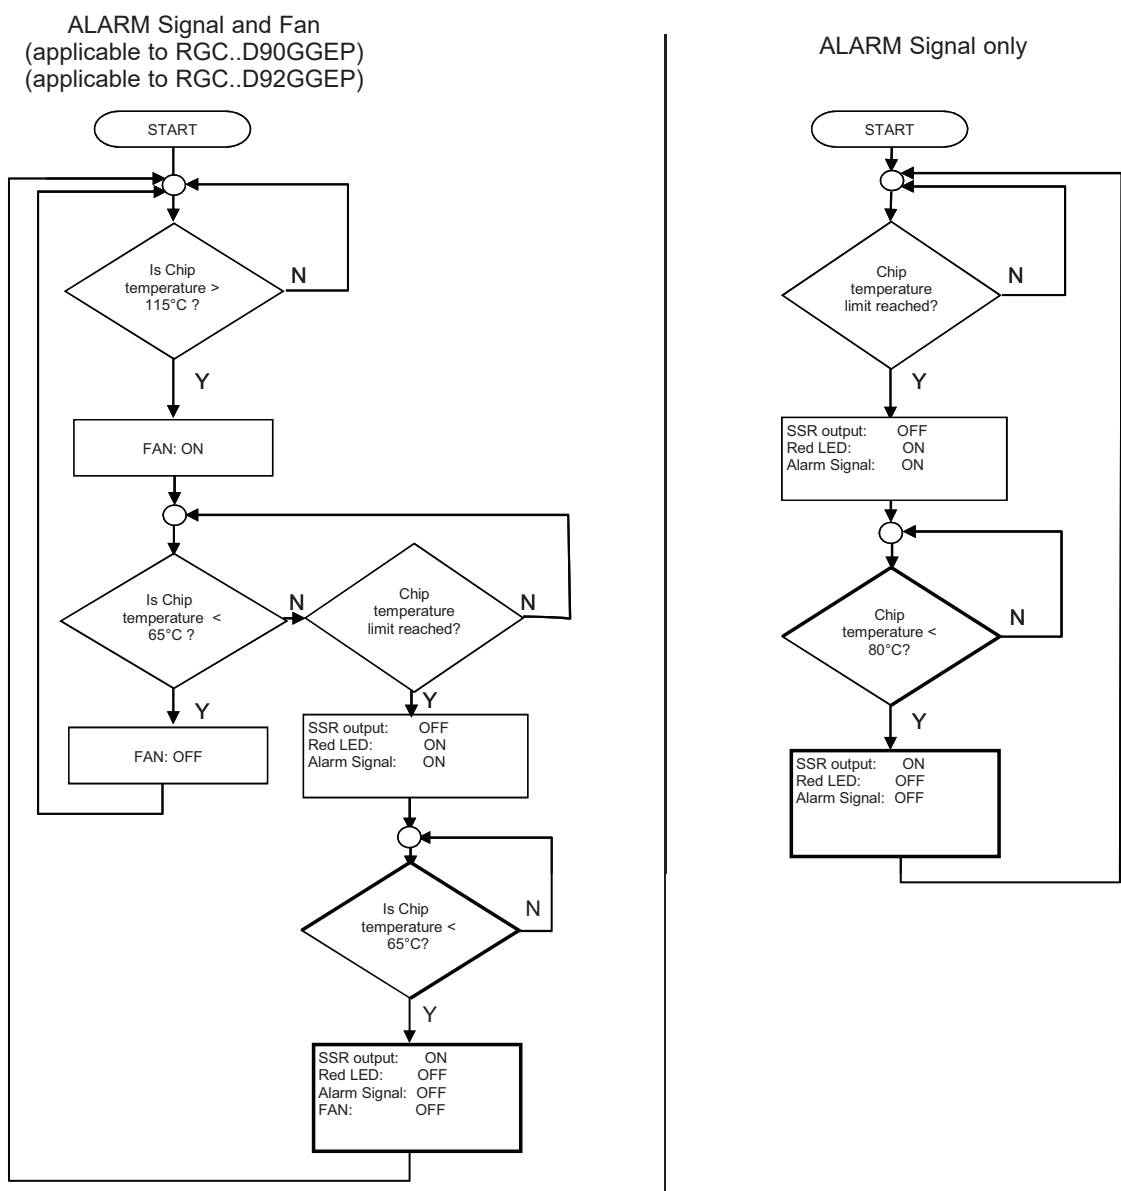 ALARM Signal and Fan
(applicable to RGC..D90GGEP)
(applicable to RGC..D92GGEP)
START
Is Chip
temperature >
115°C ?
N
Y
FAN: ON
Is Chip
temperature <
65°C ?
N
Chip
temperature
limit reached?
N
Y
FAN: OFF
Y
SSR output: OFF
Red LED: ON
Alarm Signal: ON
Is Chip
temperature <
65°C?
N
Y
SSR output: ON
Red LED: OFF
Alarm Signal: OFF
FAN: OFF
ALARM Signal only
START
Chip
temperature
limit reached?
N
Y
SSR output: OFF
Red LED: ON
Alarm Signal: ON
Chip
temperature <
80°C?
N
Y
SSR output: ON
Red LED: OFF
Alarm Signal: OFF